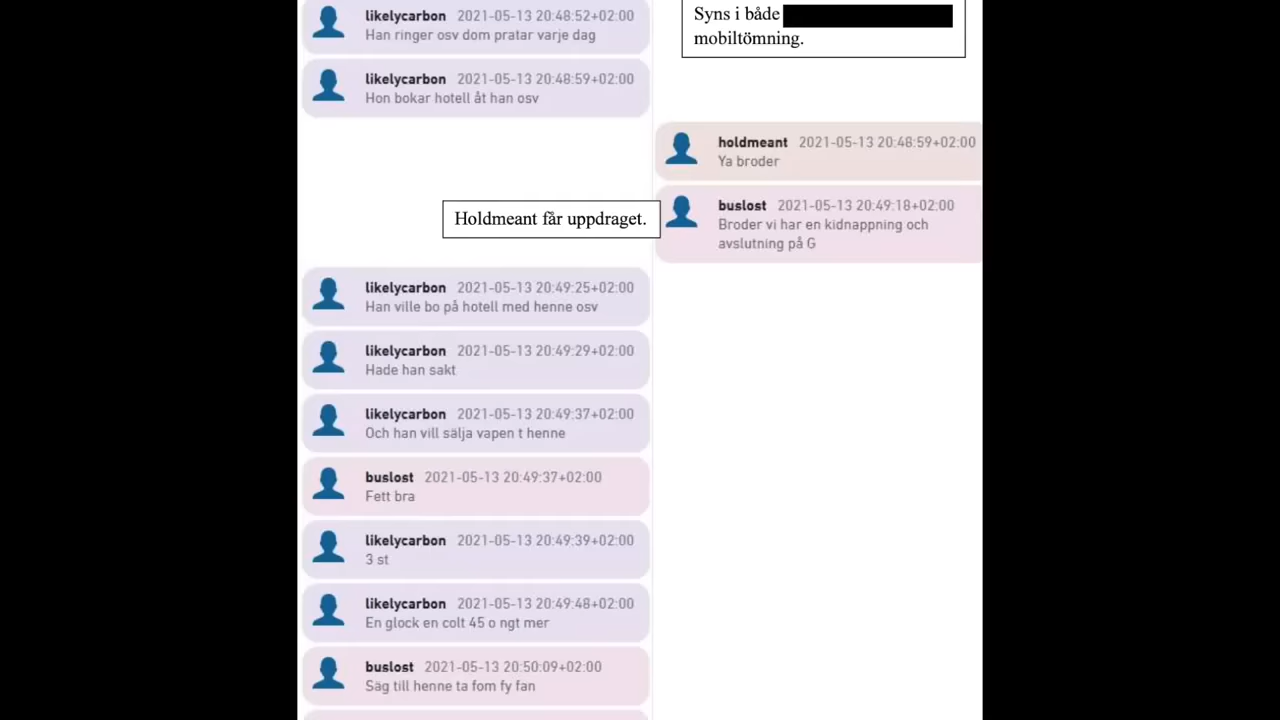 likelycarbon 2021-05-13 20:48:52+02:00
Han ringer osv dom pratar varje dag
Syns i både
mobiltömning.
likelycarbon 2021-05-13 20:48:59+02:00
Hon bokar hotell åt han osv
holdmeant 2021-05-13 20:48:59+02:00
Ya broder
buslost 2021-05-13 20:49:18+02:00
Broder vi har en kidnappning och
avslutning på G
Holdmeant får uppdraget.
likelycarbon 2021-05-13 20:49:25+02:00
Han ville bo på hotell med henne osv
likelycarbon 2021-05-13 20:49:29+02:00
Hade han sakt
likelycarbon 2021-05-13 20:49:37+02:00
Och han vill sälja vapen t henne
buslost 2021-05-13 20:49:37+02:00
Fett bra
likelycarbon 2021-05-13 20:49:39+02:00
3 st
likelycarbon 2021-05-13 20:49:48+02:00
En glock en colt 45 o ngt mer
buslost 2021-05-13 20:50:09+02:00
Säg till henne ta fom fy fan